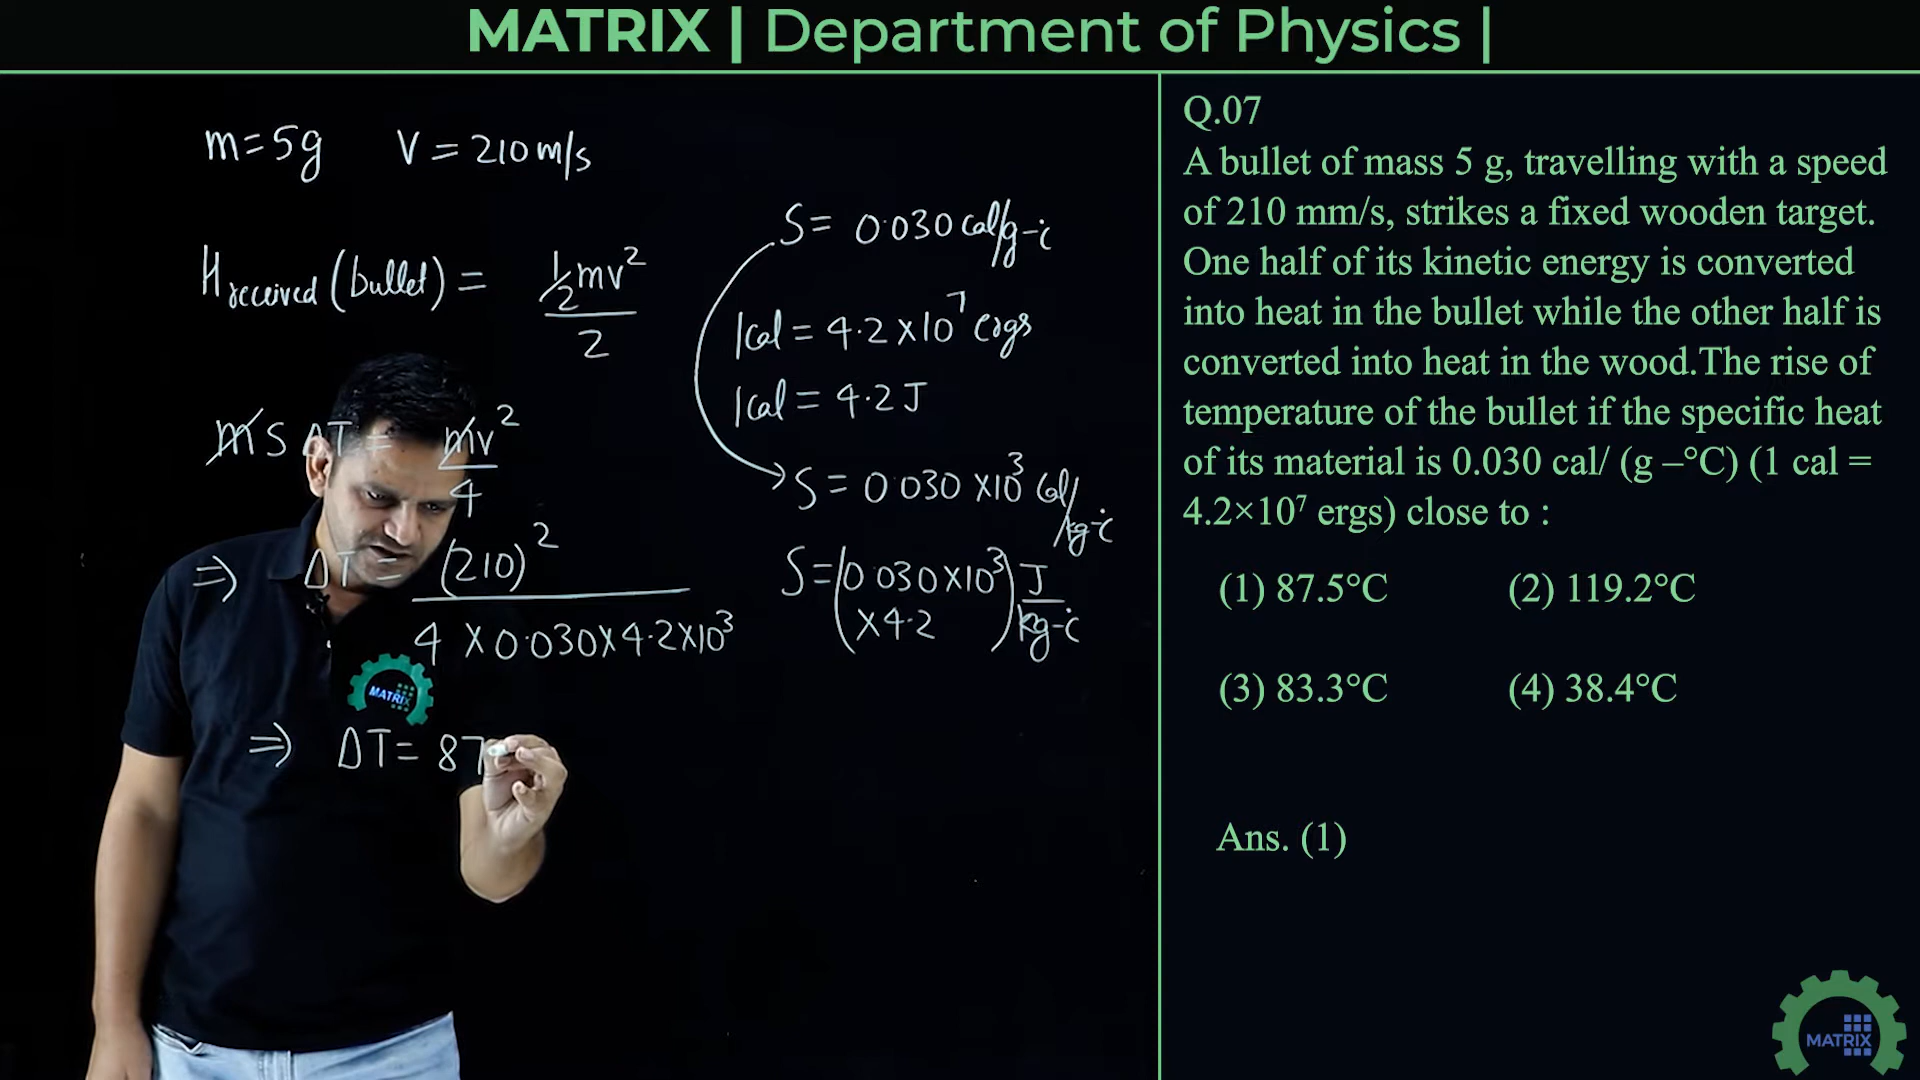 MATRIX | Department of Physics |
m=5g V = 210 m/s
H received (bullet) = ½mv² / 2
m S ΔT = mv² / 4
⇒ ΔT = (210)² / 4 × 0.030 × 4.2 × 10³
⇒ ΔT = 87
S = 0.030 cal/g-°C
1cal = 4.2 × 10⁷ ergs
1cal = 4.2 J
S = 0.030 × 10³ cal/kg-°C
S = (0.030 × 10³ × 4.2) J/kg-°C
MATRIX
Q.07
A bullet of mass 5 g, travelling with a speed
of 210 mm/s, strikes a fixed wooden target.
One half of its kinetic energy is converted
into heat in the bullet while the other half is
converted into heat in the wood.The rise of
temperature of the bullet if the specific heat
of its material is 0.030 cal/ (g –°C) (1 cal =
4.2×10⁷ ergs) close to :
(1) 87.5°C (2) 119.2°C
(3) 83.3°C (4) 38.4°C
Ans. (1)
MATRIX